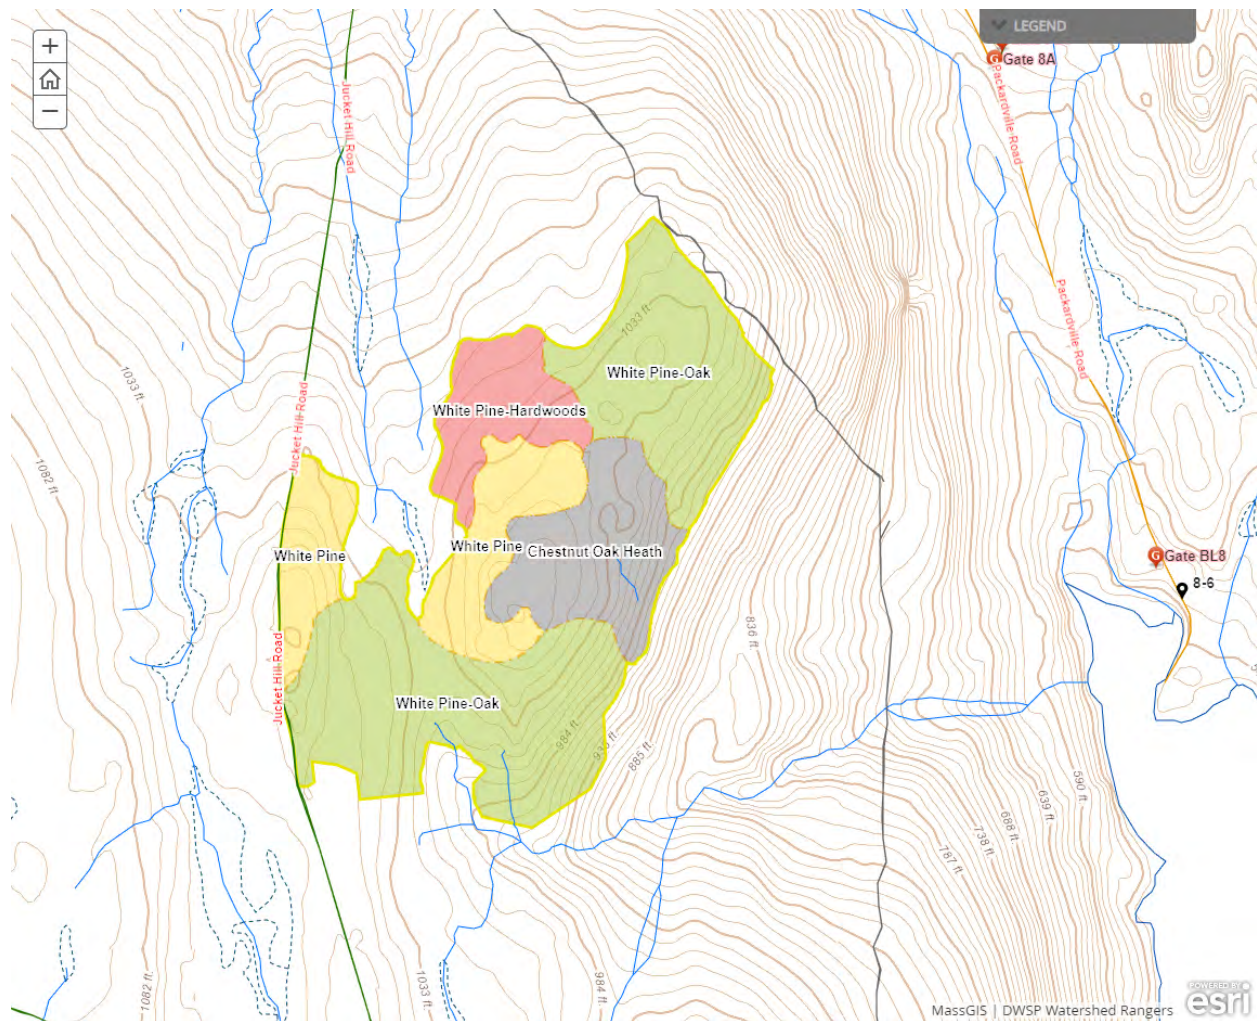 +
−
LEGEND
Gate 8A
Jucket Hill Road
Packardville Road
Packardville Road
1033 ft
1033 ft
White Pine-Oak
White Pine-Hardwoods
Jucket Hill Road
1082 ft
White Pine
White Pine
Chestnut Oak Heath
Gate BL8
8-6
836 ft
Jucket Hill Road
White Pine-Oak
984 ft
935 ft
885 ft
590 ft
639 ft
688 ft
738 ft
787 ft
1082 ft
1033 ft
984 ft
MassGIS | DWSP Watershed Rangers
POWERED BY
esri